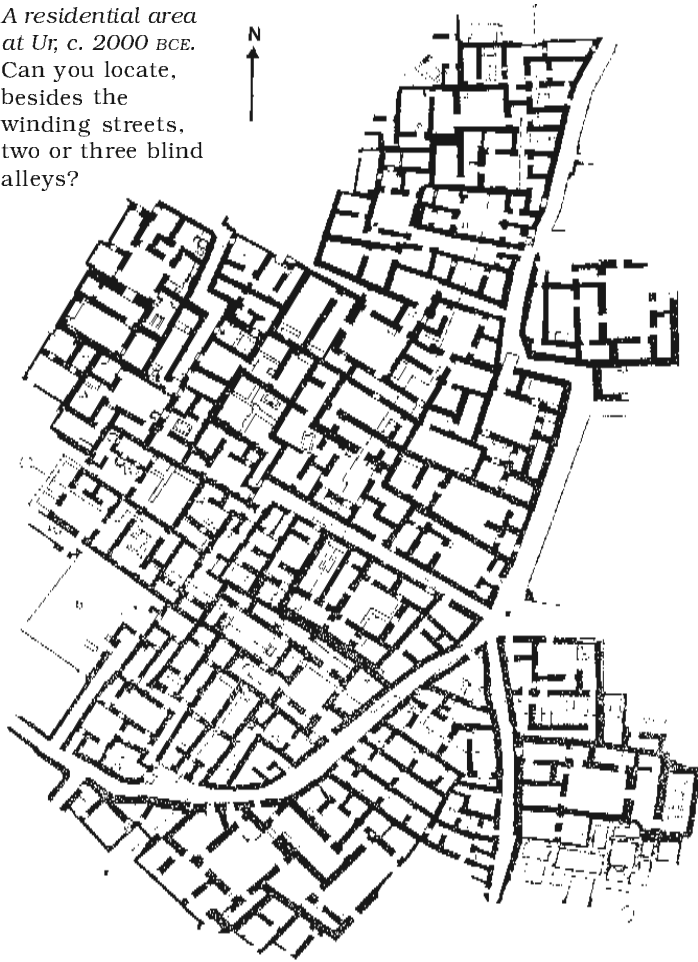 A residential area
at Ur, c. 2000 BCE.
Can you locate,
besides the
winding streets,
two or three blind
alleys?
N